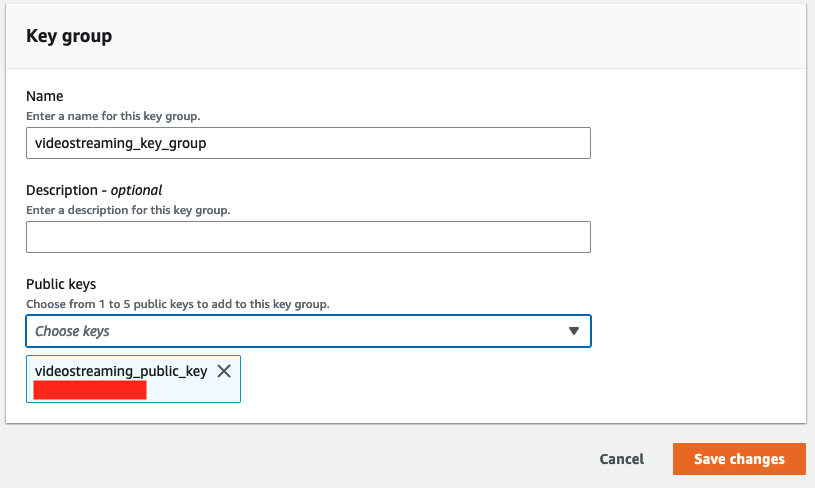 Key group
Name
Enter a name for this key group.
videostreaming_key_group
Description - optional
Enter a description for this key group.
Public keys
Choose from 1 to 5 public keys to add to this key group.
Choose keys
videostreaming_public_key
Cancel
Save changes